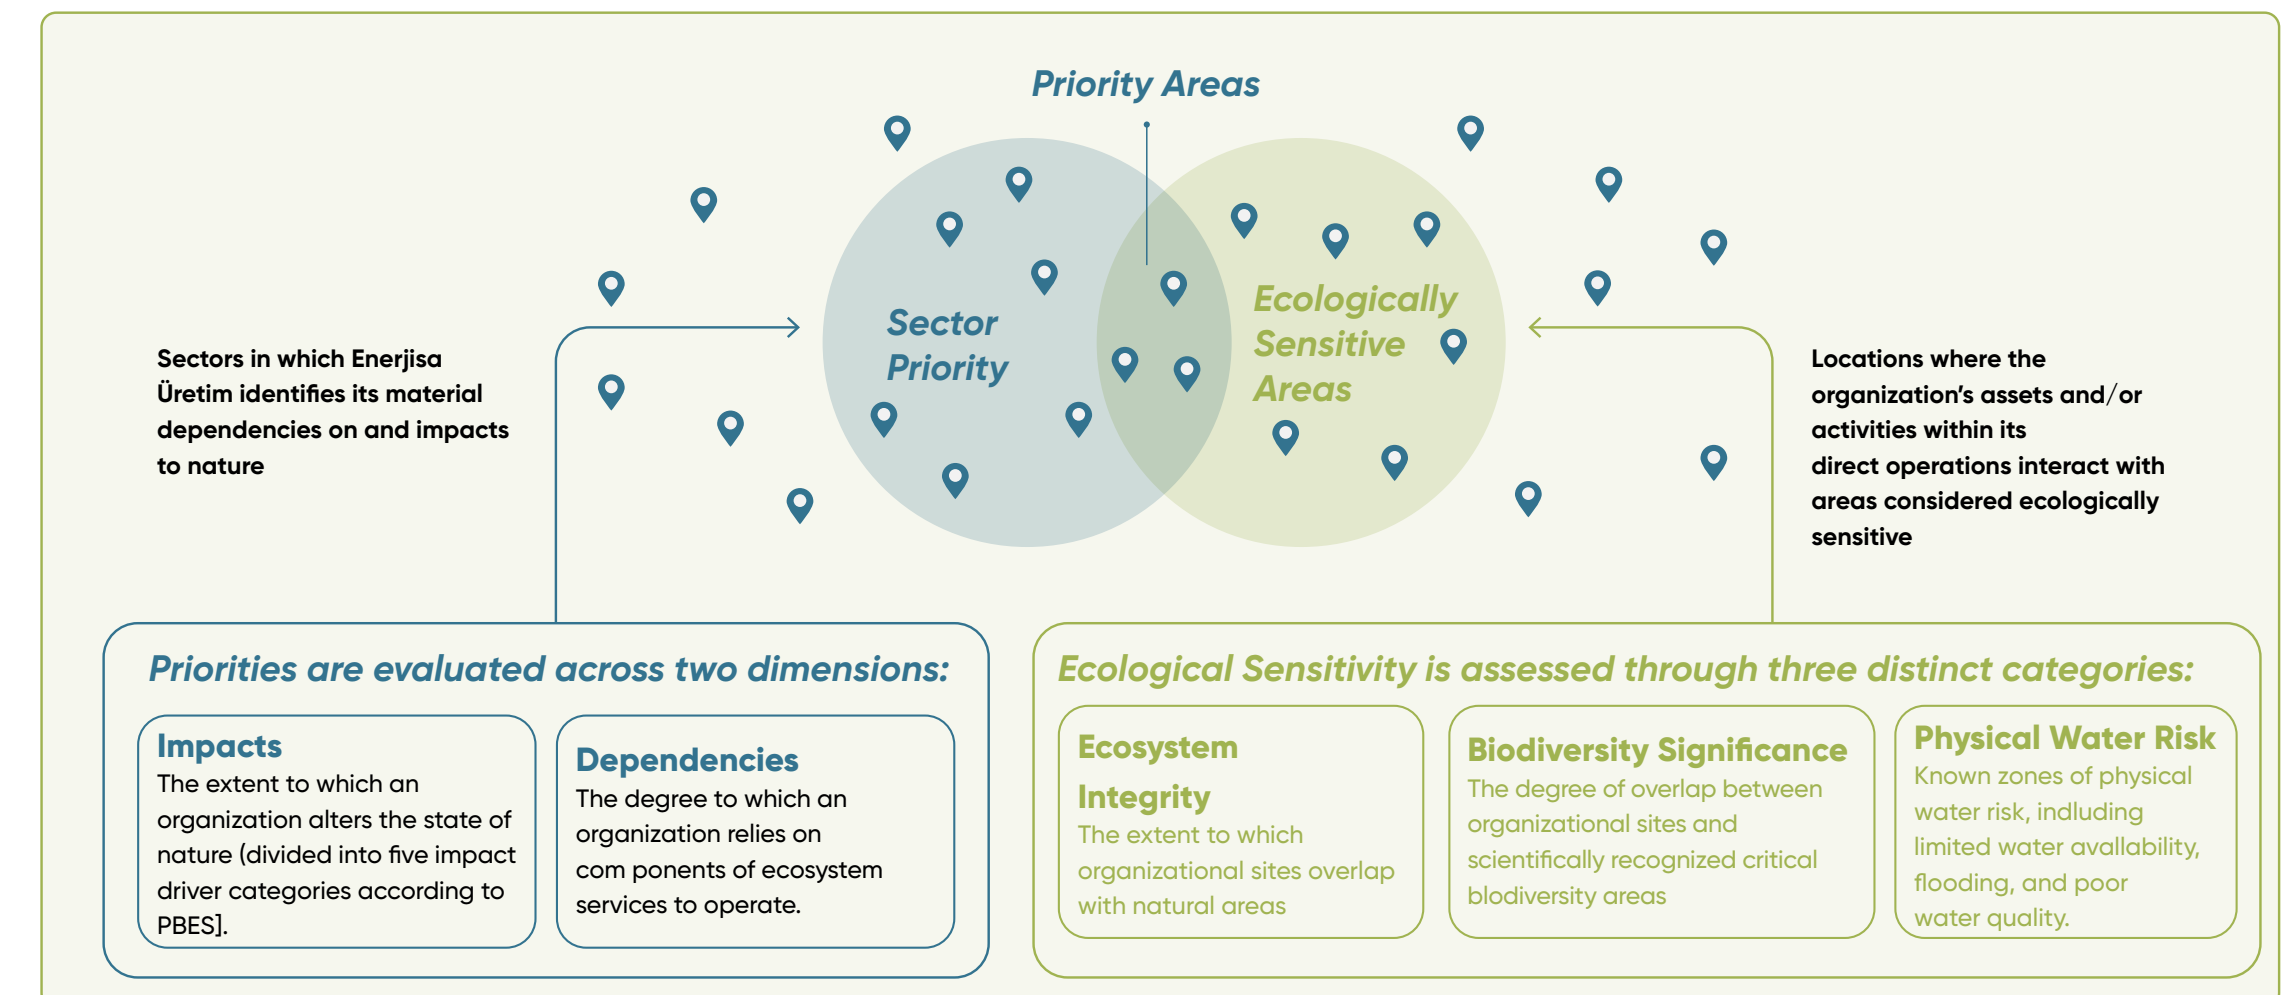 Priority Areas
Sector
Priority
Ecologically
Sensitive
Areas
Sectors in which Enerjisa
Üretim identifies its material
dependencies on and impacts
to nature
Locations where the
organization’s assets and/or
activities within its
direct operations interact with
areas considered ecologically
sensitive
Priorities are evaluated across two dimensions:
Impacts
The extent to which an
organization alters the state of
nature (divided into five impact
driver categories according to
PBES].
Dependencies
The degree to which an
organization relies on
com ponents of ecosystem
services to operate.
Ecological Sensitivity is assessed through three distinct categories:
Ecosystem
Integrity
The extent to which
organizational sites overlap
with natural areas
Biodiversity Significance
The degree of overlap between
organizational sites and
scientifically recognized critical
biodiversity areas
Physical Water Risk
Known zones of physical
water risk, indluding
limited water avallability,
flooding, and poor
water quality.